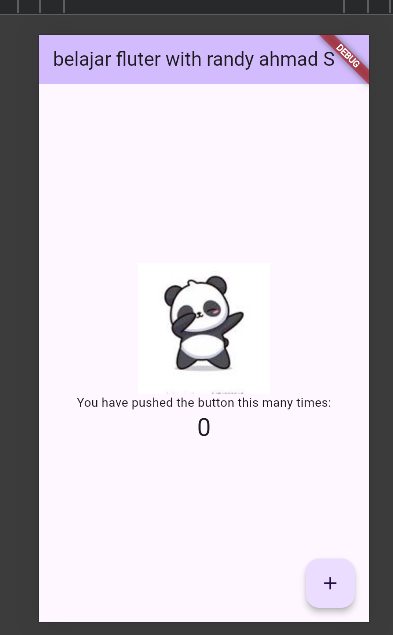 belajar fluter with randy ahmad S
DEBUG
You have pushed the button this many times:
0
+